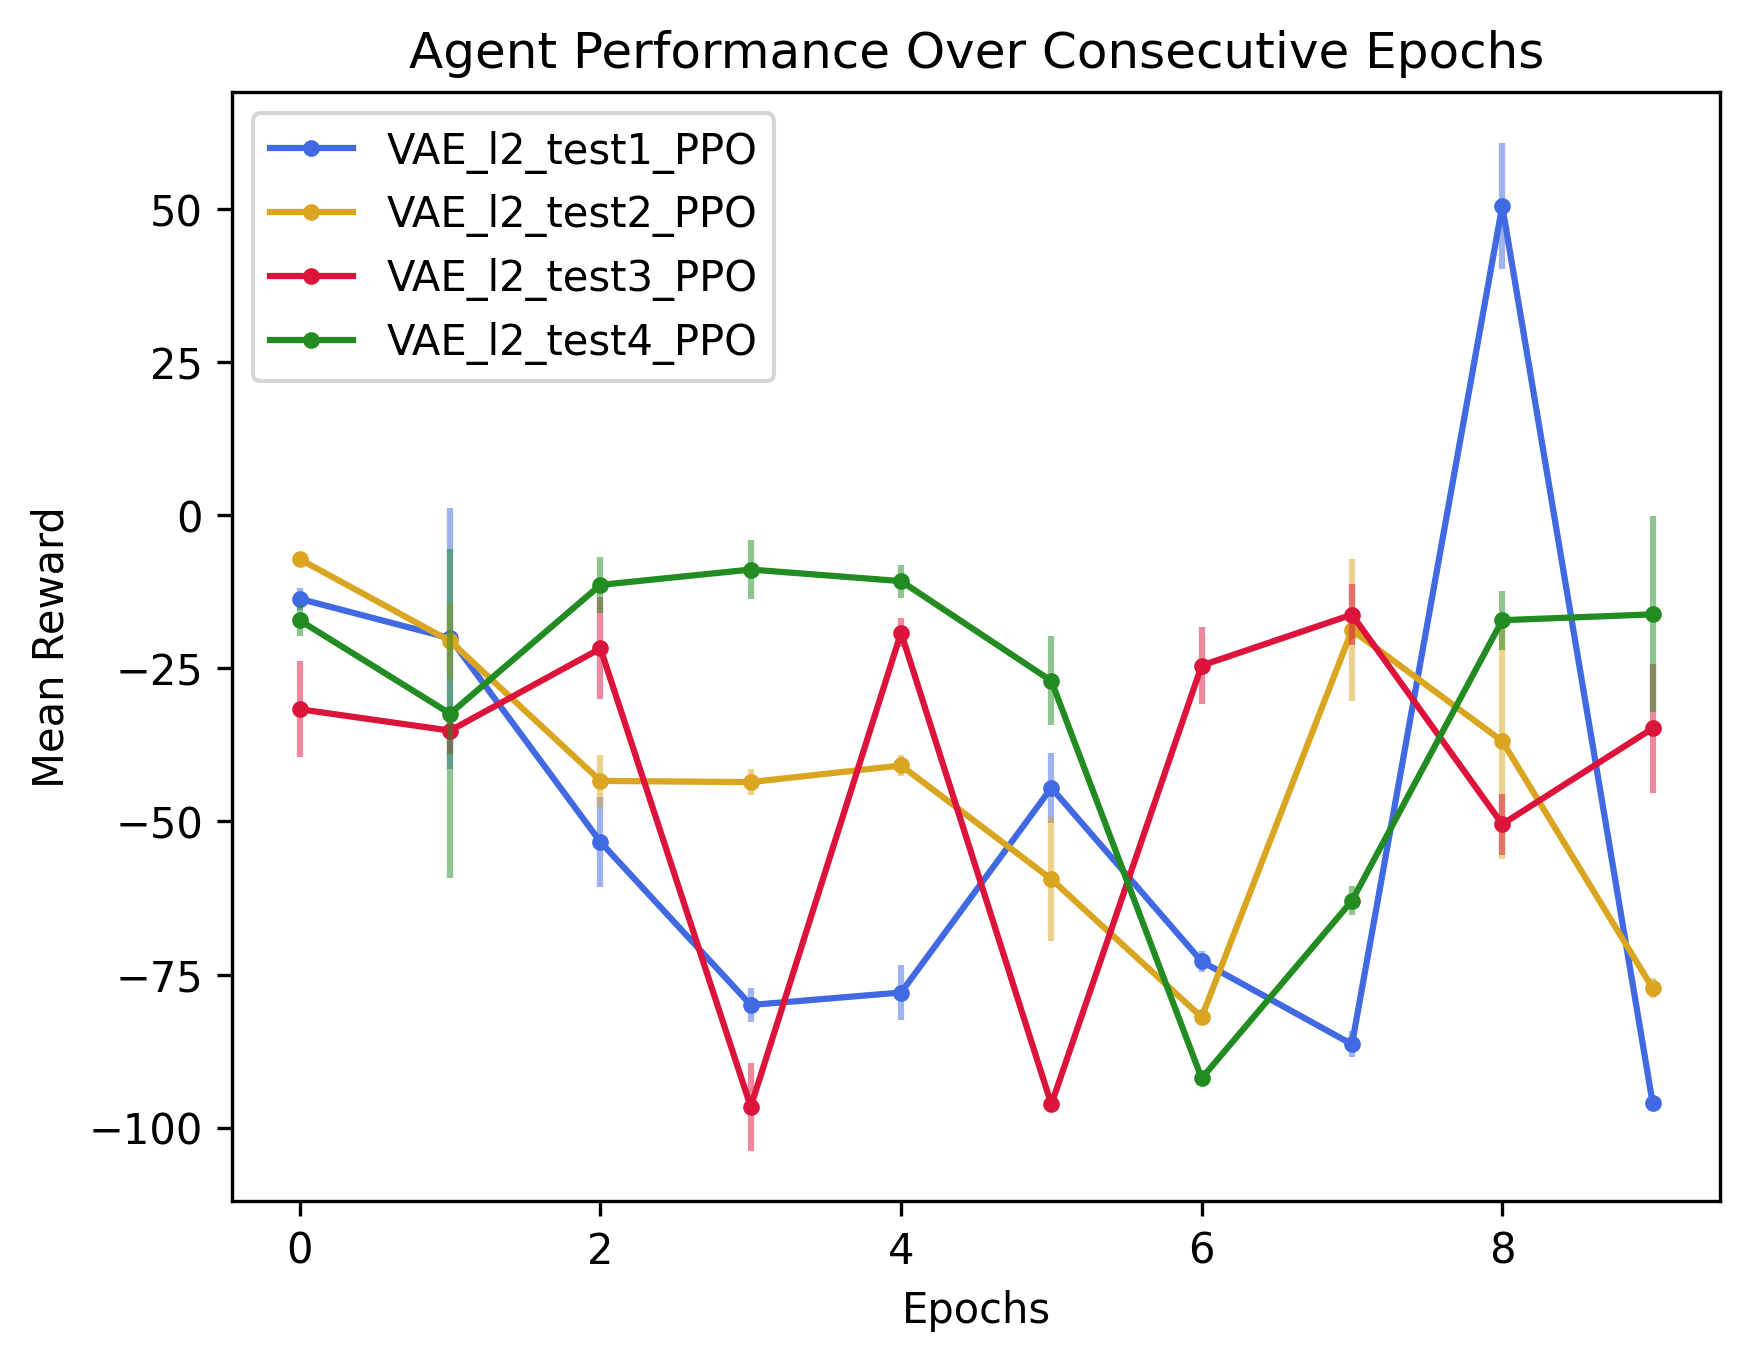 Agent Performance Over Consecutive Epochs
VAE_l2_test1_PPO
VAE_l2_test2_PPO
VAE_l2_test3_PPO
VAE_l2_test4_PPO
50
25
0
−25
−50
−75
−100
Mean Reward
0 2 4 6 8
Epochs